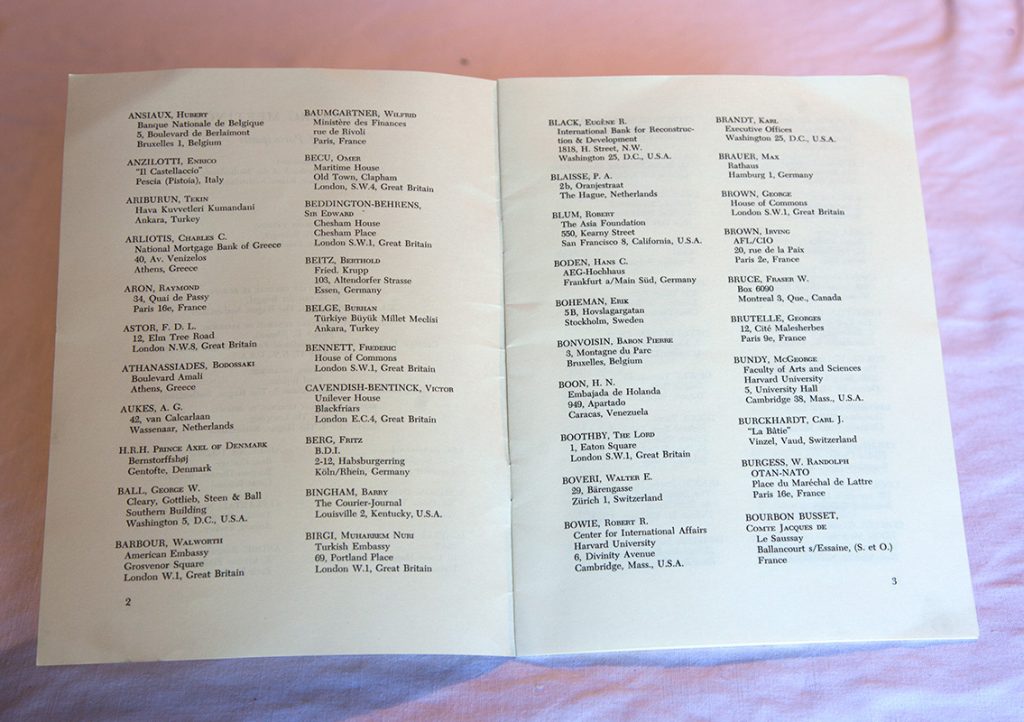 ANSIAUX, Hubert
Banque Nationale de Belgique
5, Boulevard de Berlaimont
Bruxelles 1, Belgium
ANZILOTTI, Enrico
"Il Castellaccio"
Pescia (Pistoia), Italy
ARIBURUN, Tekin
Hava Kuvvetleri Kumandani
Ankara, Turkey
ARLIOTIS, Charles C.
National Mortgage Bank of Greece
40, Av. Venizelos
Athens, Greece
ARON, Raymond
34, Quai de Passy
Paris 16e, France
ASTOR, F. D. L.
12, Elm Tree Road
London N.W.8, Great Britain
ATHANASSIADES, Bodossaki
Boulevard Amali
Athens, Greece
AUKES, A. G.
42, van Calcarlaan
Wassenaar, Netherlands
H.R.H. Prince Axel of Denmark
Bernstorffshøj
Gentofte, Denmark
BALL, George W.
Cleary, Gottlieb, Steen & Ball
Southern Building
Washington 5, D.C., U.S.A.
BARBOUR, Walworth
American Embassy
Grosvenor Square
London W.1, Great Britain
2
BAUMGARTNER, Wilfrid
Ministère des Finances
rue de Rivoli
Paris, France
BECU, Omer
Maritime House
Old Town, Clapham
London, S.W.4, Great Britain
BEDDINGTON-BEHRENS,
Sir Edward
Chesham House
Chesham Place
London S.W.1, Great Britain
BEITZ, Berthold
Fried. Krupp
103, Altendorfer Strasse
Essen, Germany
BELGE, Burhan
Türkiye Büyük Millet Meclisi
Ankara, Turkey
BENNETT, Frederic
House of Commons
London S.W.1, Great Britain
CAVENDISH-BENTINCK, Victor
Unilever House
Blackfriars
London E.C.4, Great Britain
BERG, Fritz
B.D.I.
2-12, Habsburgerring
Köln/Rhein, Germany
BINGHAM, Barry
The Courier-Journal
Louisville 2, Kentucky, U.S.A.
BIRGI, Muharrem Nuri
Turkish Embassy
69, Portland Place
London W.1, Great Britain
BLACK, Eugène R.
International Bank for Reconstruc-
tion & Development
1818, H. Street, N.W.
Washington 25, D.C., U.S.A.
BLAISSE, P. A.
2b, Oranjestraat
The Hague, Netherlands
BLUM, Robert
The Asia Foundation
550, Kearny Street
San Francisco 8, California, U.S.A.
BODEN, Hans C.
AEG-Hochhaus
Frankfurt a/Main Süd, Germany
BOHEMAN, Erik
5B, Hovslagargatan
Stockholm, Sweden
BONVOISIN, Baron Pierre
3, Montagne du Parc
Bruxelles, Belgium
BOON, H. N.
Embajada de Holanda
949, Apartado
Caracas, Venezuela
BOOTHBY, The Lord
1, Eaton Square
London S.W.1, Great Britain
BOVERI, Walter E.
29, Bärengasse
Zürich 1, Switzerland
BOWIE, Robert R.
Center for International Affairs
Harvard University
6, Divinity Avenue
Cambridge, Mass., U.S.A.
BRANDT, Karl
Executive Offices
Washington 25, D.C., U.S.A.
BRAUER, Max
Rathaus
Hamburg 1, Germany
BROWN, George
House of Commons
London S.W.1, Great Britain
BROWN, Irving
AFL/CIO
20, rue de la Paix
Paris 2e, France
BRUCE, Fraser W.
Box 6090
Montreal 3, Que., Canada
BRUTELLE, Georges
12, Cité Malesherbes
Paris 9e, France
BUNDY, McGeorge
Faculty of Arts and Sciences
Harvard University
5, University Hall
Cambridge 38, Mass., U.S.A.
BURCKHARDT, Carl J.
"La Bâtie"
Vinzel, Vaud, Switzerland
BURGESS, W. Randolph
OTAN-NATO
Place du Maréchal de Lattre
Paris 16e, France
BOURBON BUSSET,
Comte Jacques de
Le Saussay
Ballancourt s/Essaine, (S. et O.)
France
3